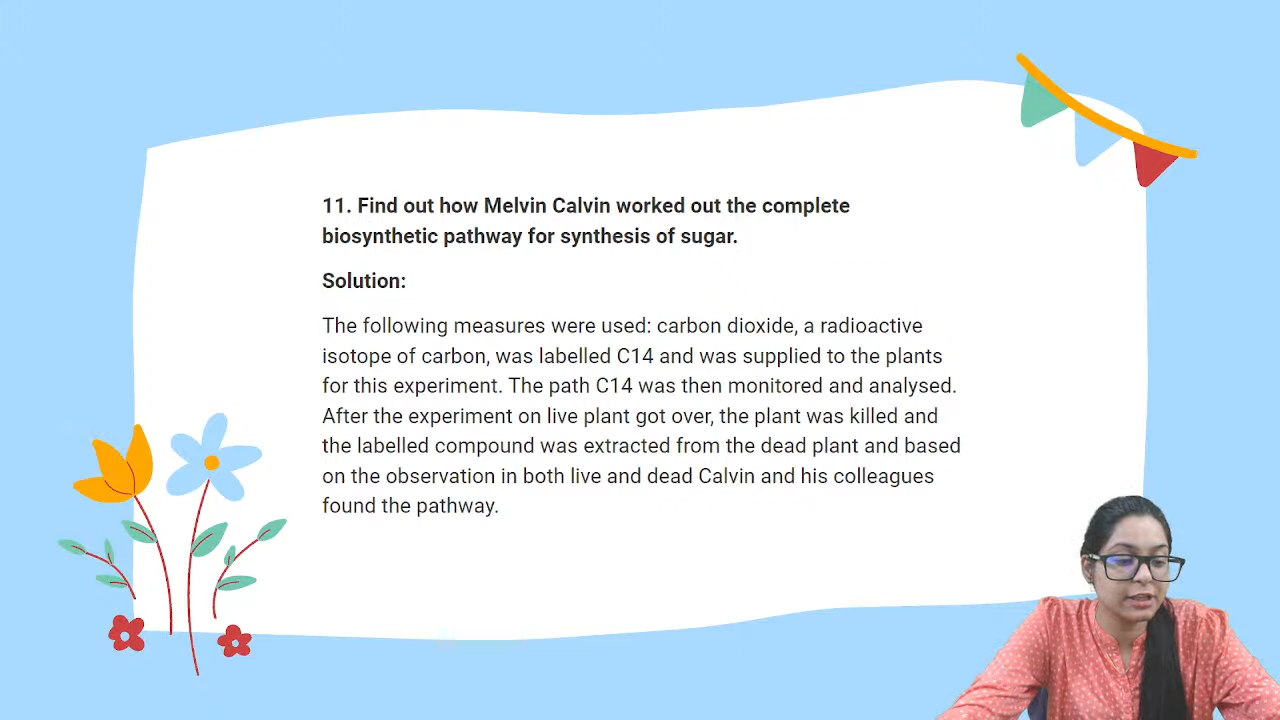 11. Find out how Melvin Calvin worked out the complete
biosynthetic pathway for synthesis of sugar.
Solution:
The following measures were used: carbon dioxide, a radioactive
isotope of carbon, was labelled C14 and was supplied to the plants
for this experiment. The path C14 was then monitored and analysed.
After the experiment on live plant got over, the plant was killed and
the labelled compound was extracted from the dead plant and based
on the observation in both live and dead Calvin and his colleagues
found the pathway.